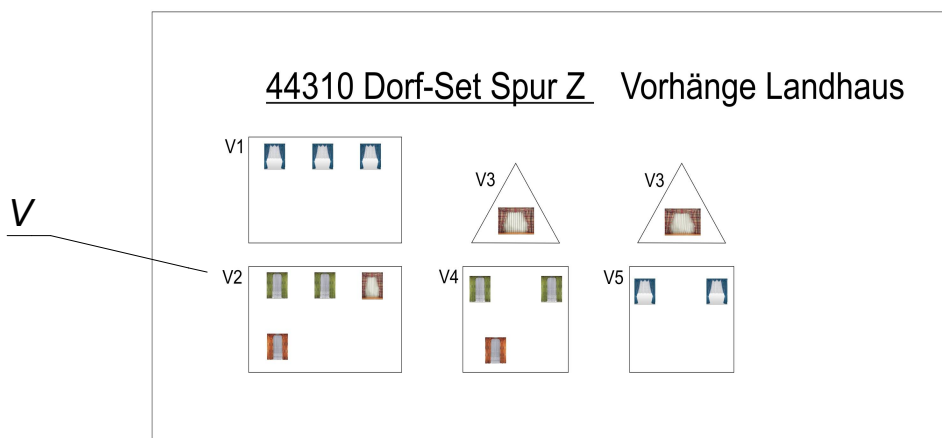 44310 Dorf-Set Spur Z Vorhänge Landhaus
V1
V3 V3
V
V2 V4 V5